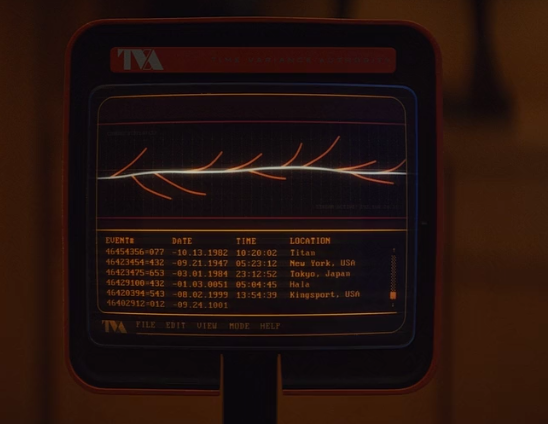 TVA
EVENT# DATE TIME LOCATION
46454356=077 -10.13.1982 10:20:02 Titan
46423454=432 -09.21.1947 05:23:12 New York, USA
46423475=653 -03.01.1984 23:12:52 Tokyo, Japan
46429100=432 -01.03.0051 05:04:45 Hala
46420394=543 -08.02.1999 13:54:39 Kingsport, USA
46402912=012 -09.24.1001
TVA FILE EDIT VIEW MODE HELP